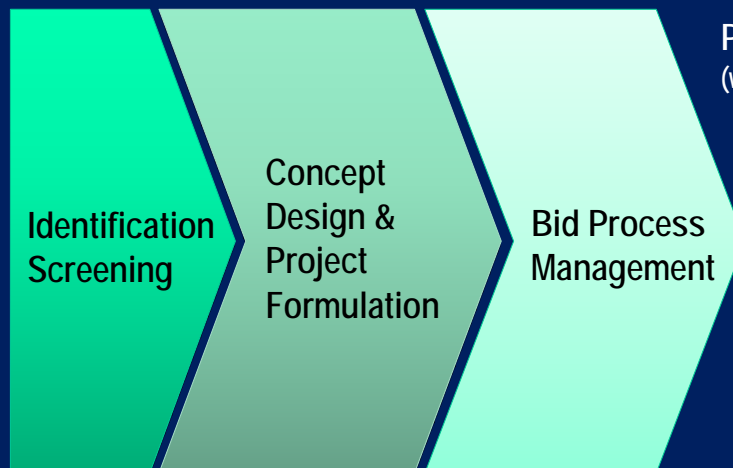 Identification
Screening
Concept
Design &
Project
Formulation
Bid Process
Management